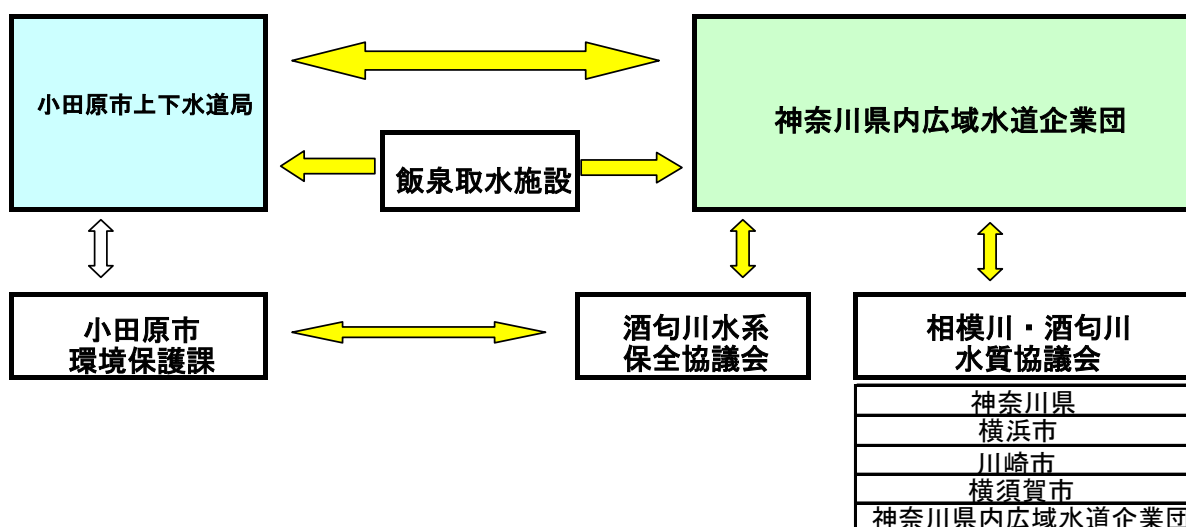 小田原市上下水道局
神奈川県内広域水道企業団
飯泉取水施設
小田原市
環境保護課
酒匂川水系
保全協議会
相模川・酒匂川
水質協議会
神奈川県
横浜市
川崎市
横須賀市
神奈川県内広域水道企業団